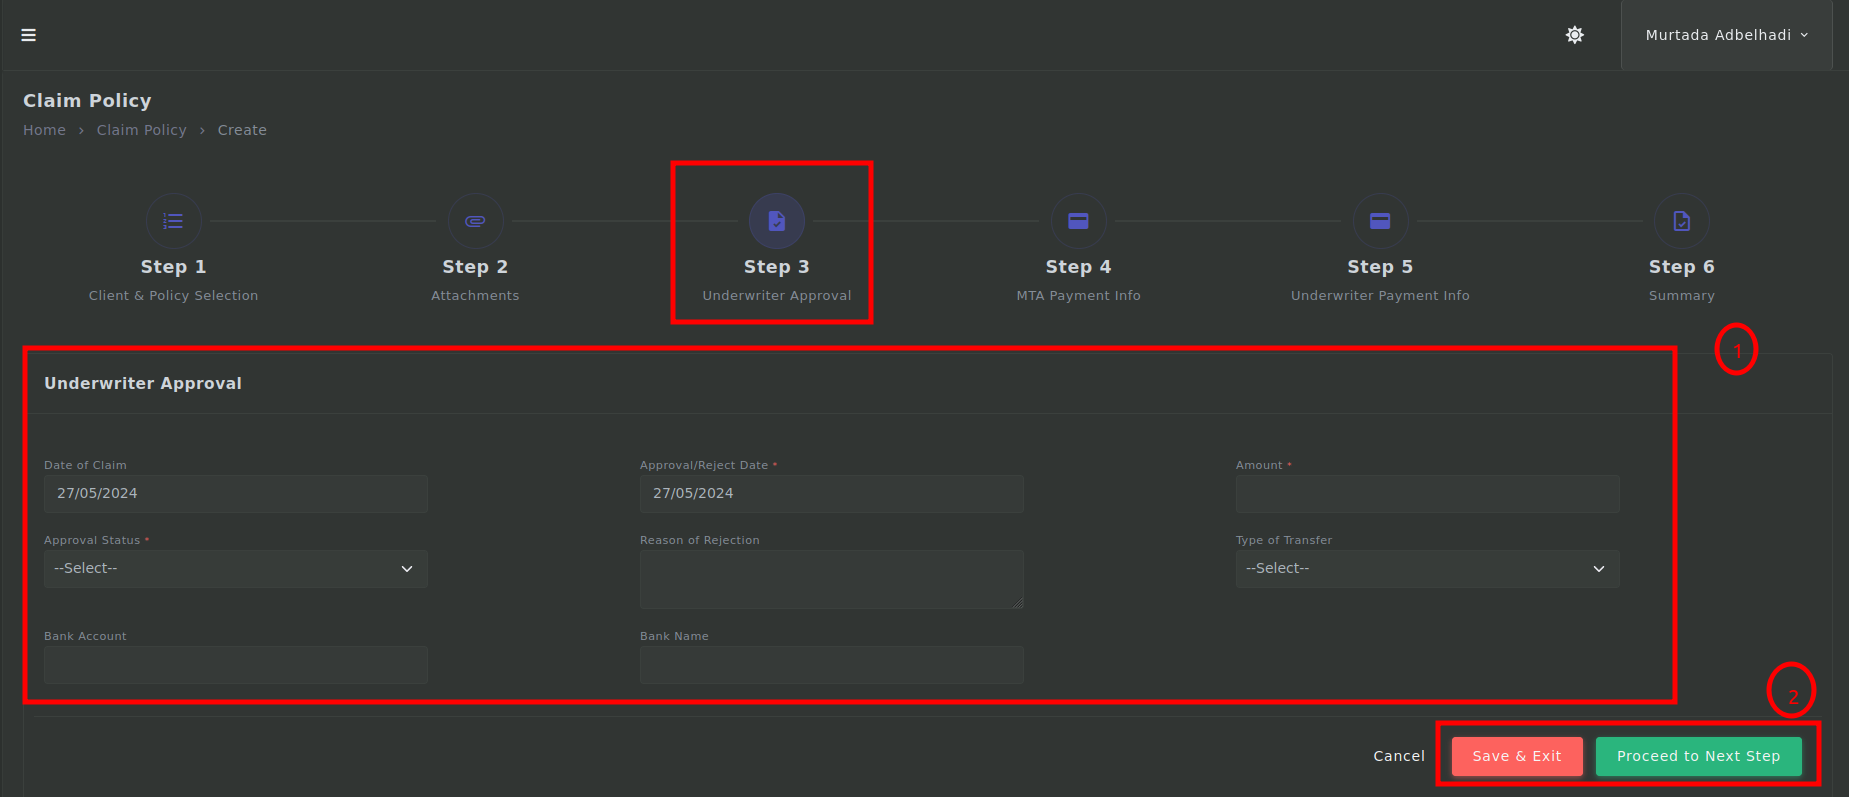 Murtada Adbelhadi
Claim Policy
Home › Claim Policy › Create
Step 1 Step 2 Step 3 Step 4 Step 5 Step 6
Client & Policy Selection Attachments Underwriter Approval MTA Payment Info Underwriter Payment Info Summary
1
Underwriter Approval
Date of Claim Approval/Reject Date * Amount *
27/05/2024 27/05/2024
Approval Status * Reason of Rejection Type of Transfer
--Select-- --Select--
Bank Account Bank Name
2
Cancel Save & Exit Proceed to Next Step